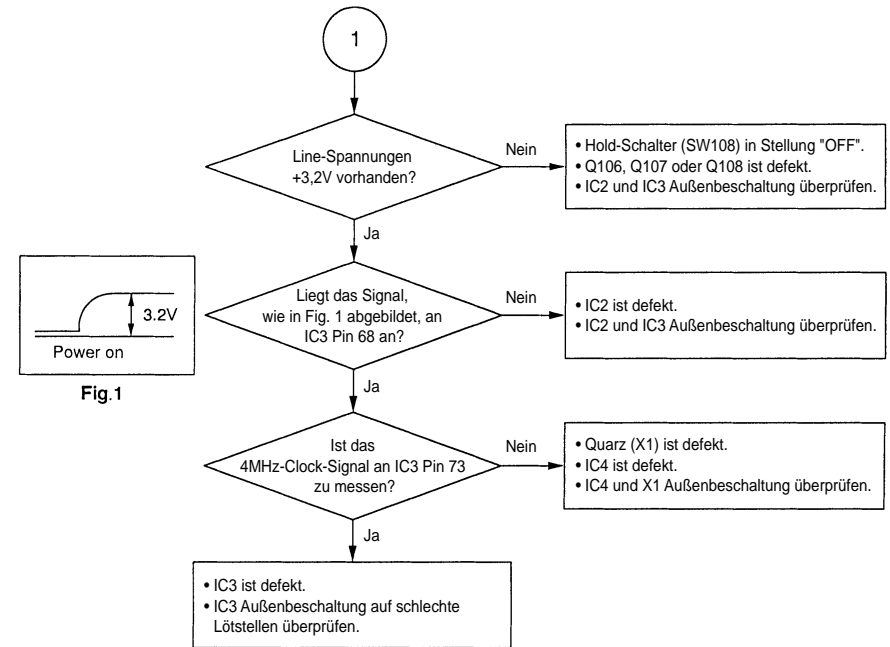 1
Line-Spannungen
+3,2V vorhanden?
Nein
• Hold-Schalter (SW108) in Stellung "OFF".
• Q106, Q107 oder Q108 ist defekt.
• IC2 und IC3 Außenbeschaltung überprüfen.
Ja
3.2V
Power on
Fig.1
Liegt das Signal,
wie in Fig. 1 abgebildet, an
IC3 Pin 68 an?
Nein
• IC2 ist defekt.
• IC2 und IC3 Außenbeschaltung überprüfen.
Ja
Ist das
4MHz-Clock-Signal an IC3 Pin 73
zu messen?
Nein
• Quarz (X1) ist defekt.
• IC4 ist defekt.
• IC4 und X1 Außenbeschaltung überprüfen.
Ja
• IC3 ist defekt.
• IC3 Außenbeschaltung auf schlechte
Lötstellen überprüfen.